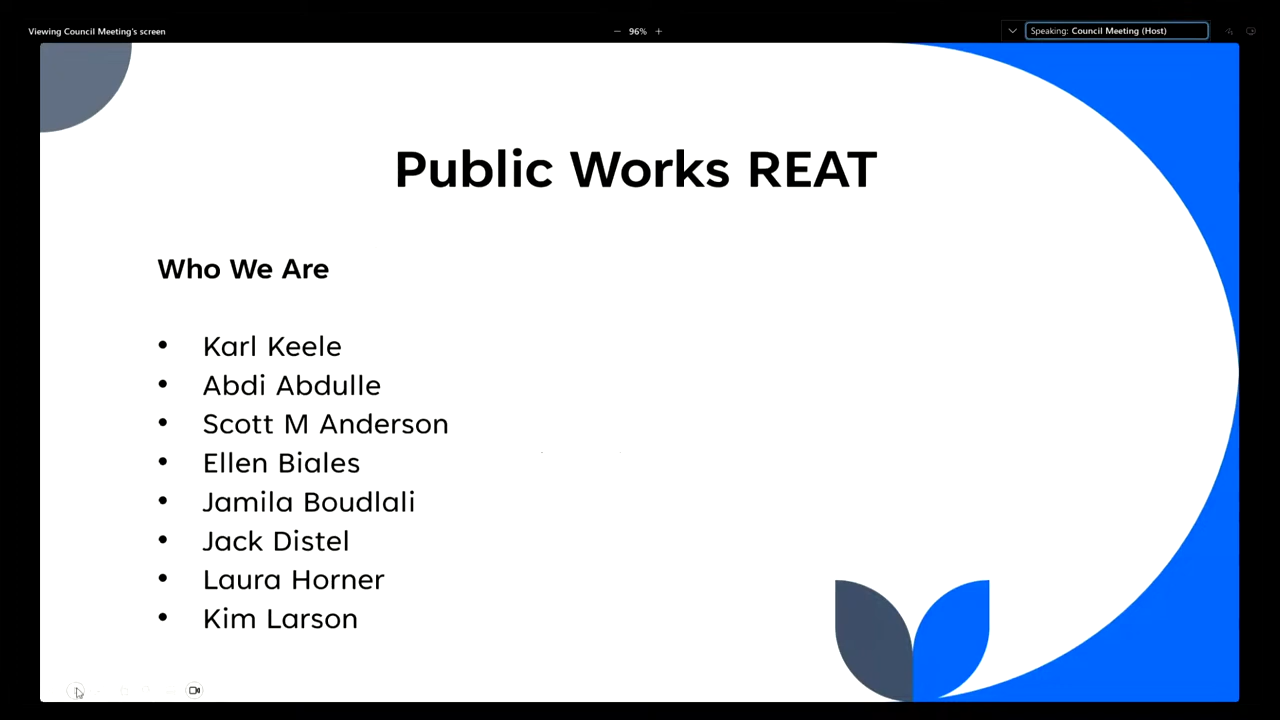 Viewing Council Meeting's screen
− 96% +
Speaking: Council Meeting (Host)
Public Works REAT
Who We Are
• Karl Keele
• Abdi Abdulle
• Scott M Anderson
• Ellen Biales
• Jamila Boudlali
• Jack Distel
• Laura Horner
• Kim Larson